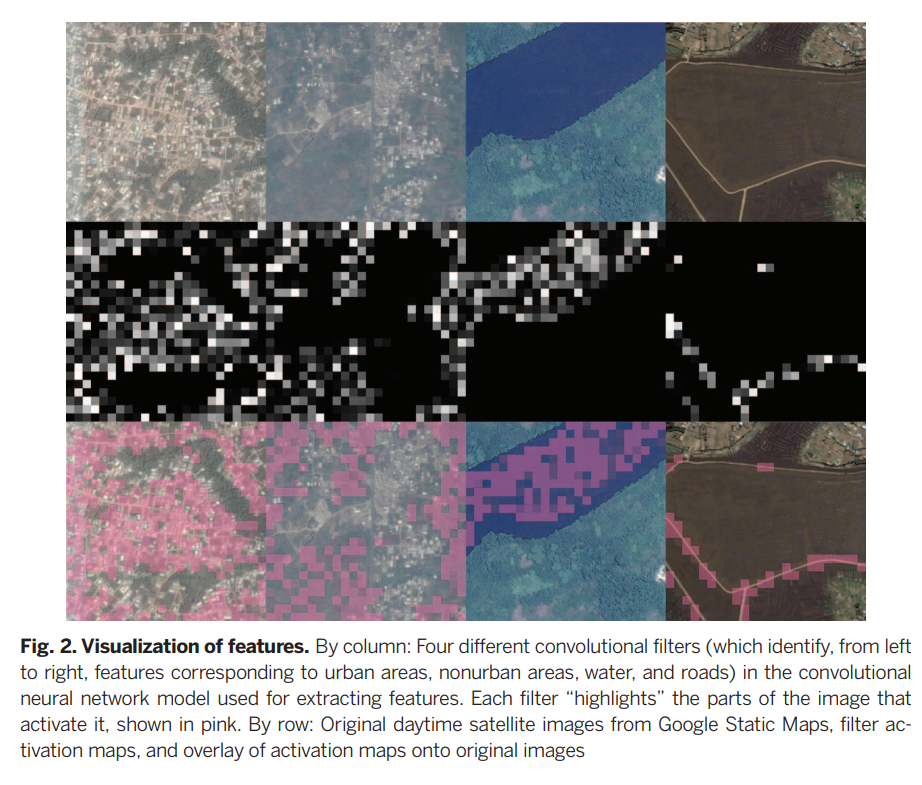 Fig. 2. Visualization of features. By column: Four different convolutional filters (which identify, from left
to right, features corresponding to urban areas, nonurban areas, water, and roads) in the convolutional
neural network model used for extracting features. Each filter “highlights” the parts of the image that
activate it, shown in pink. By row: Original daytime satellite images from Google Static Maps, filter ac-
tivation maps, and overlay of activation maps onto original images